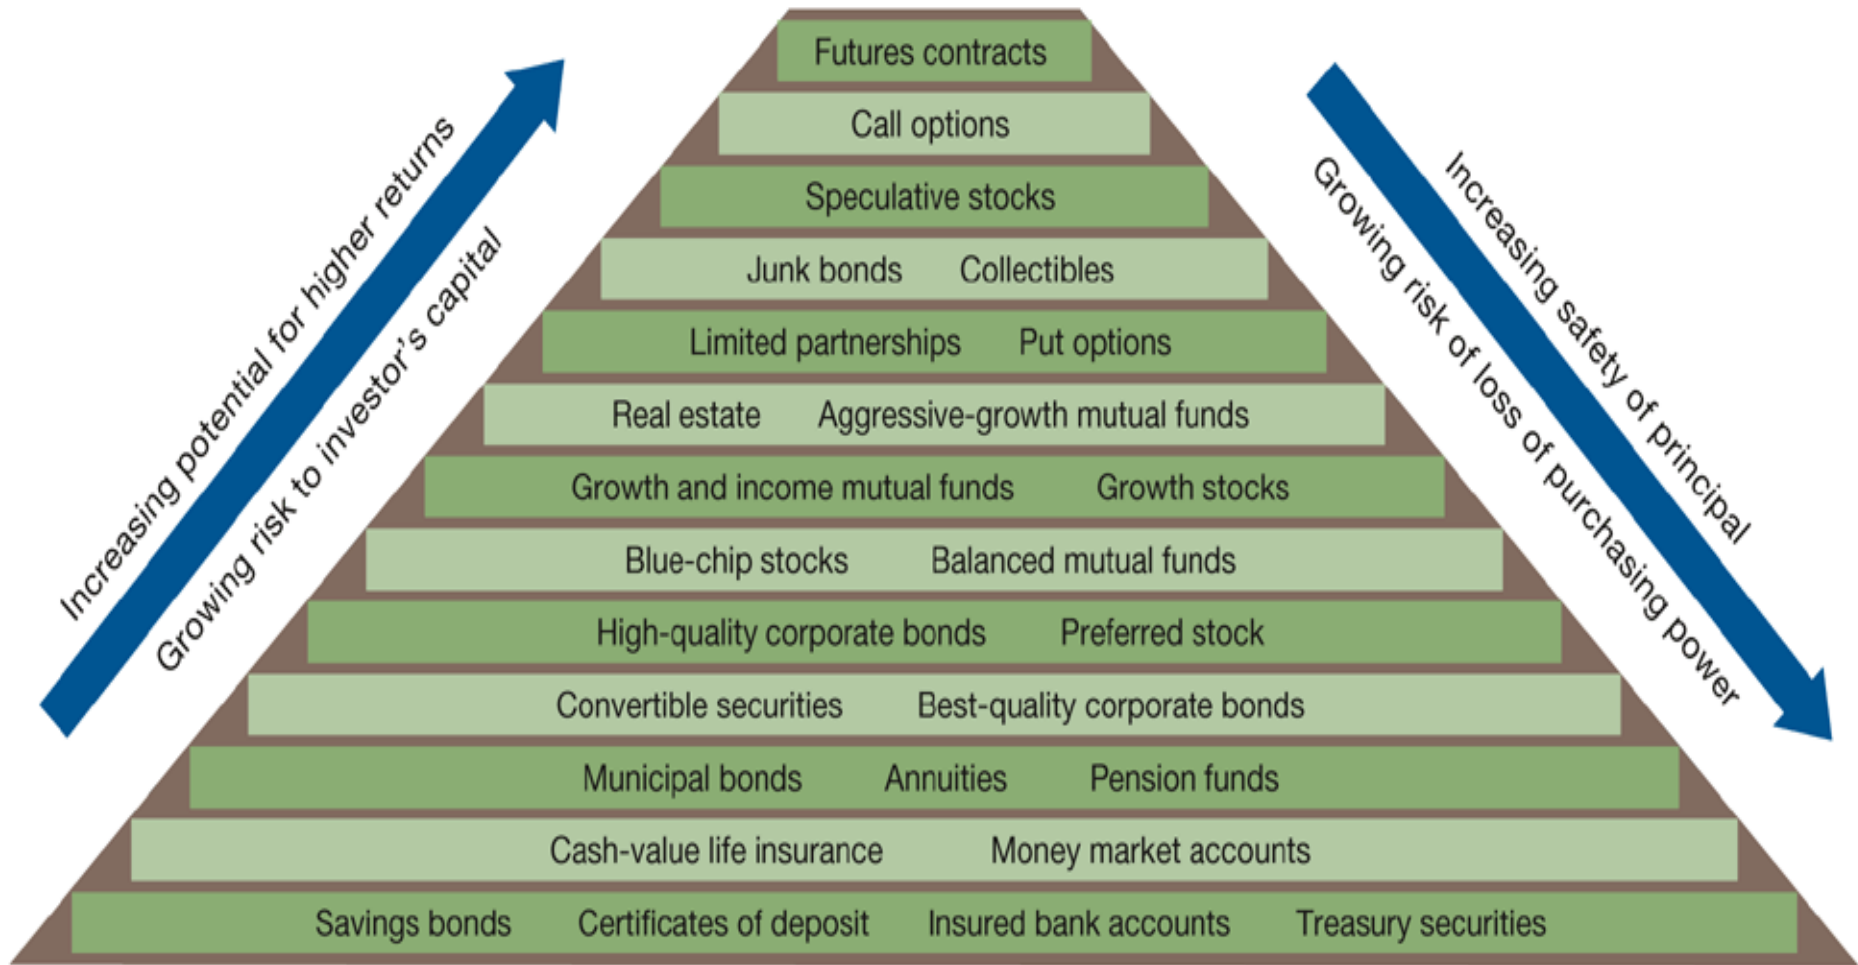 Futures contracts
Call options
Speculative stocks
Junk bonds Collectibles
Limited partnerships Put options
Real estate Aggressive-growth mutual funds
Growth and income mutual funds Growth stocks
Blue-chip stocks Balanced mutual funds
High-quality corporate bonds Preferred stock
Convertible securities Best-quality corporate bonds
Municipal bonds Annuities Pension funds
Cash-value life insurance Money market accounts
Savings bonds Certificates of deposit Insured bank accounts Treasury securities
Increasing potential for higher returns
Growing risk to investor's capital
Increasing safety of principal
Growing risk of loss of purchasing power